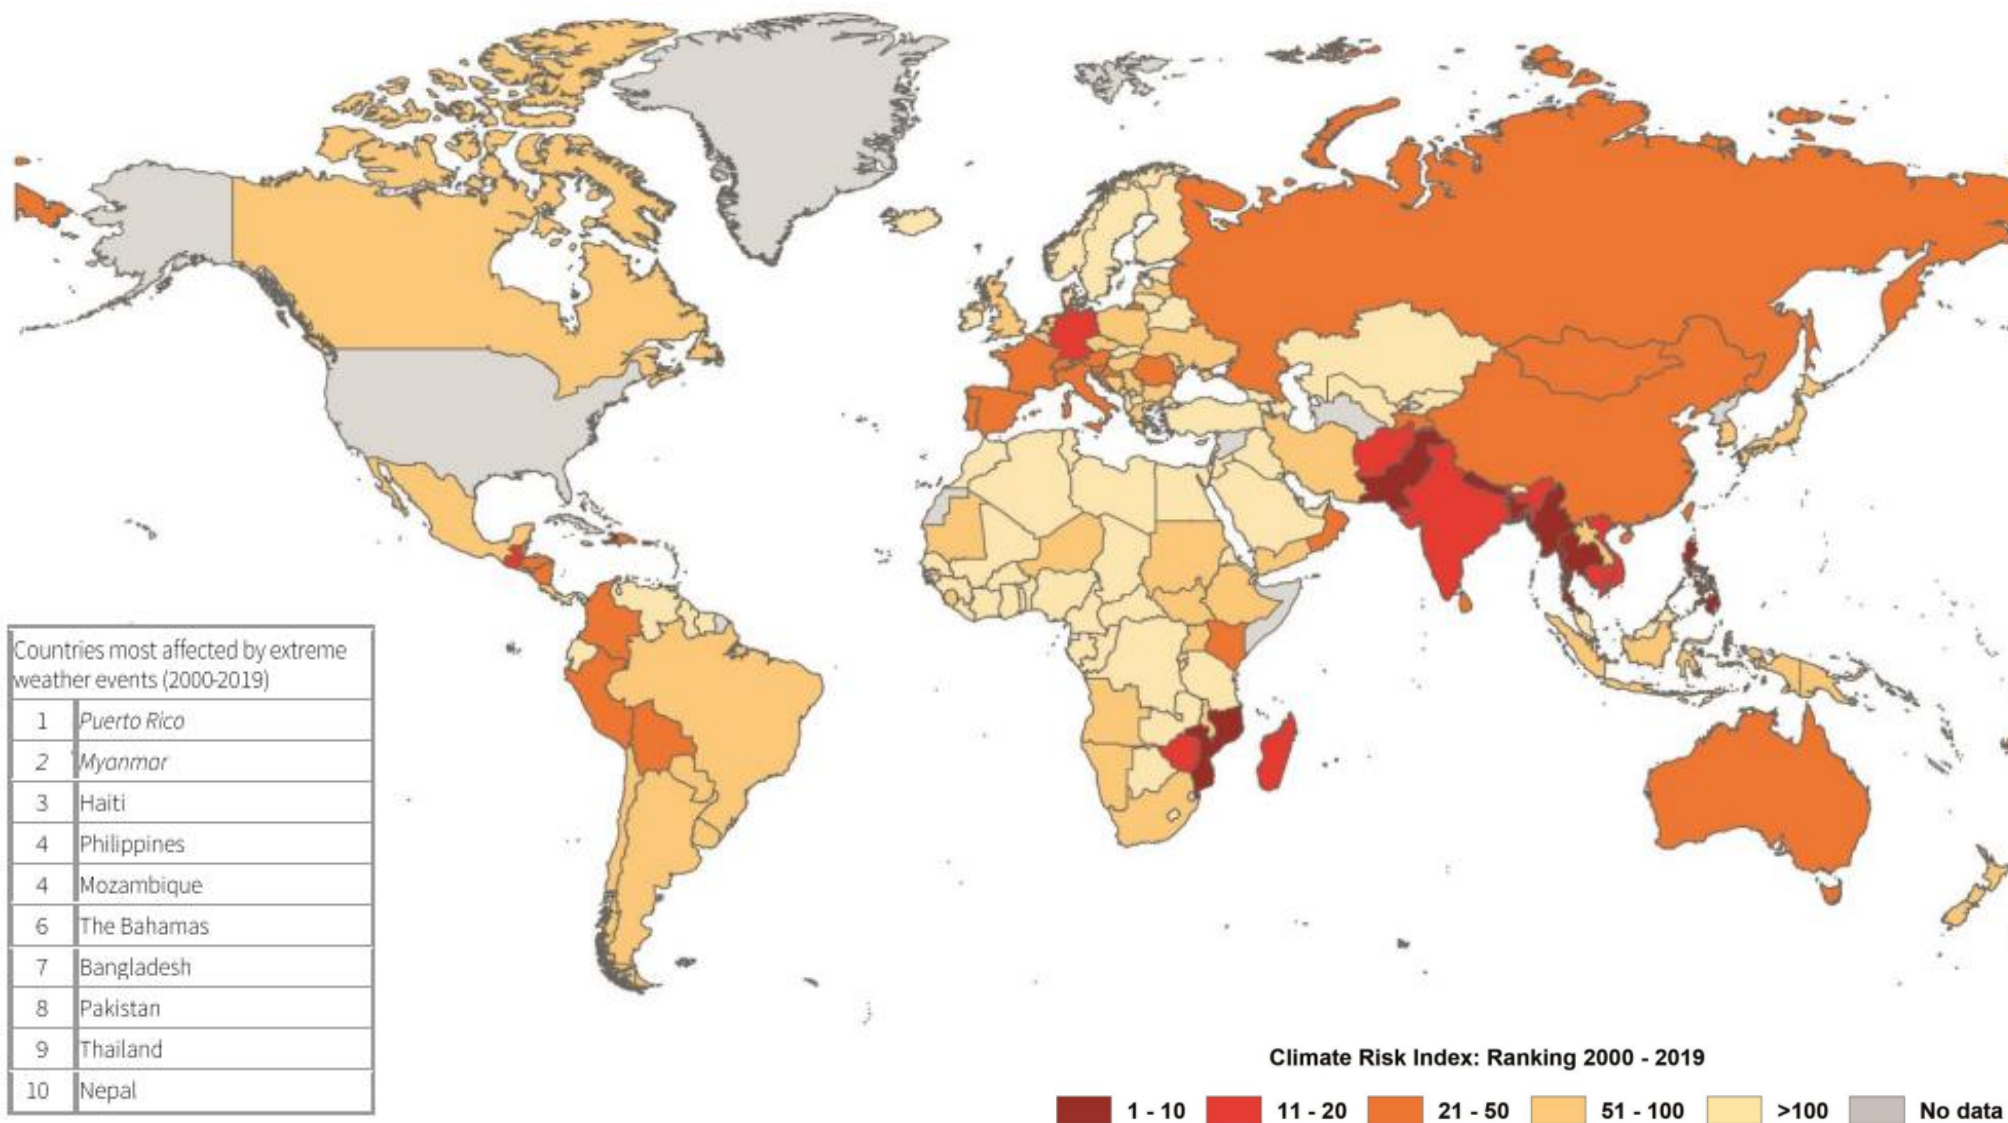 Countries most affected by extreme
weather events (2000-2019)
1 Puerto Rico
2 Myanmar
3 Haiti
4 Philippines
4 Mozambique
6 The Bahamas
7 Bangladesh
8 Pakistan
9 Thailand
10 Nepal
Climate Risk Index: Ranking 2000 - 2019
1 - 10 11 - 20 21 - 50 51 - 100 >100 No data